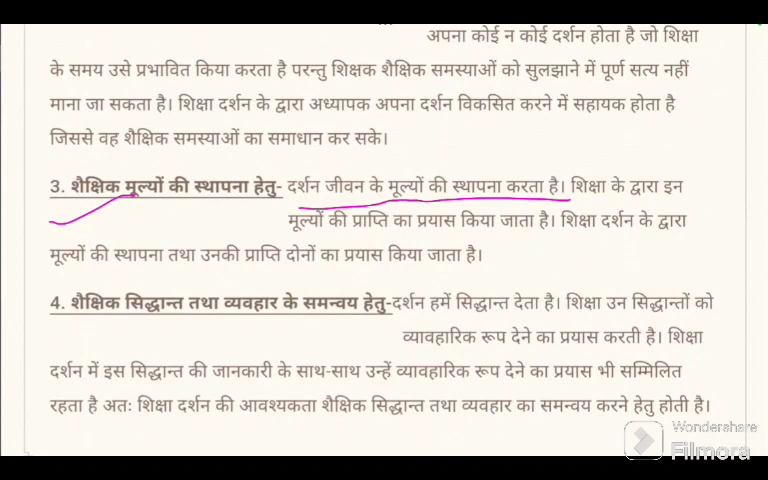 अपना कोई न कोई दर्शन होता है जो शिक्षा
के समय उसे प्रभावित किया करता है परन्तु शिक्षक शैक्षिक समस्याओं को सुलझाने में पूर्ण सत्य नहीं
माना जा सकता है। शिक्षा दर्शन के द्वारा अध्यापक अपना दर्शन विकसित करने में सहायक होता है
जिससे वह शैक्षिक समस्याओं का समाधान कर सके।
3. शैक्षिक मूल्यों की स्थापना हेतु- दर्शन जीवन के मूल्यों की स्थापना करता है। शिक्षा के द्वारा इन
मूल्यों की प्राप्ति का प्रयास किया जाता है। शिक्षा दर्शन के द्वारा
मूल्यों की स्थापना तथा उनकी प्राप्ति दोनों का प्रयास किया जाता है।
4. शैक्षिक सिद्धान्त तथा व्यवहार के समन्वय हेतु-दर्शन हमें सिद्धान्त देता है। शिक्षा उन सिद्धान्तों को
व्यावहारिक रूप देने का प्रयास करती है। शिक्षा
दर्शन में इस सिद्धान्त की जानकारी के साथ-साथ उन्हें व्यावहारिक रूप देने का प्रयास भी सम्मिलित
रहता है अतः शिक्षा दर्शन की आवश्यकता शैक्षिक सिद्धान्त तथा व्यवहार का समन्वय करने हेतु होती है।
Wondershare
Filmora